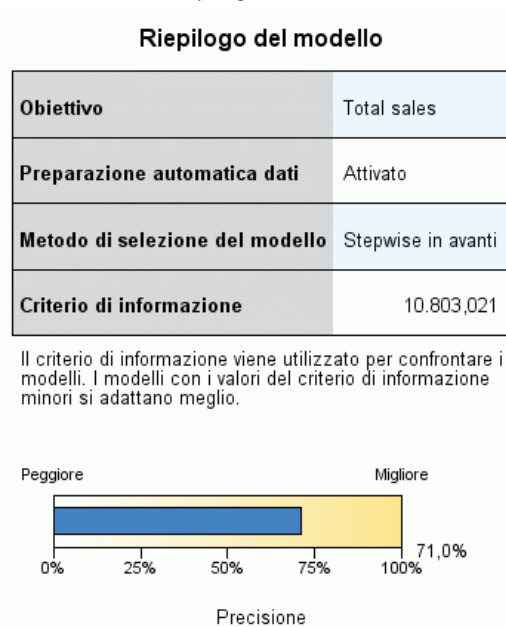 Riepilogo del modello
Obiettivo Total sales
Preparazione automatica dati Attivato
Metodo di selezione del modello Stepwise in avanti
Criterio di informazione 10.803,021
Il criterio di informazione viene utilizzato per confrontare i
modelli. I modelli con i valori del criterio di informazione
minori si adattano meglio.
Peggiore Migliore
71,0%
0% 25% 50% 75% 100%
Precisione